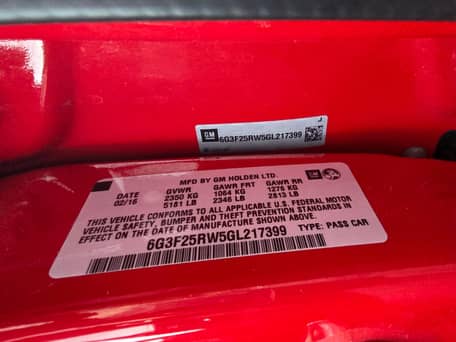 GM 6G3F25RW5GL217399
MFD BY GM HOLDEN LTD.
DATE GVWR GAWR FRT GAWR RR
02/16 2350 KG 1064 KG 1276 KG
5181 LB 2346 LB 2813 LB
THIS VEHICLE CONFORMS TO ALL APPLICABLE U.S. FEDERAL MOTOR
VEHICLE SAFETY, BUMPER, AND THEFT PREVENTION STANDARDS IN
EFFECT ON THE DATE OF MANUFACTURE SHOWN ABOVE.
6G3F25RW5GL217399 TYPE: PASS CAR